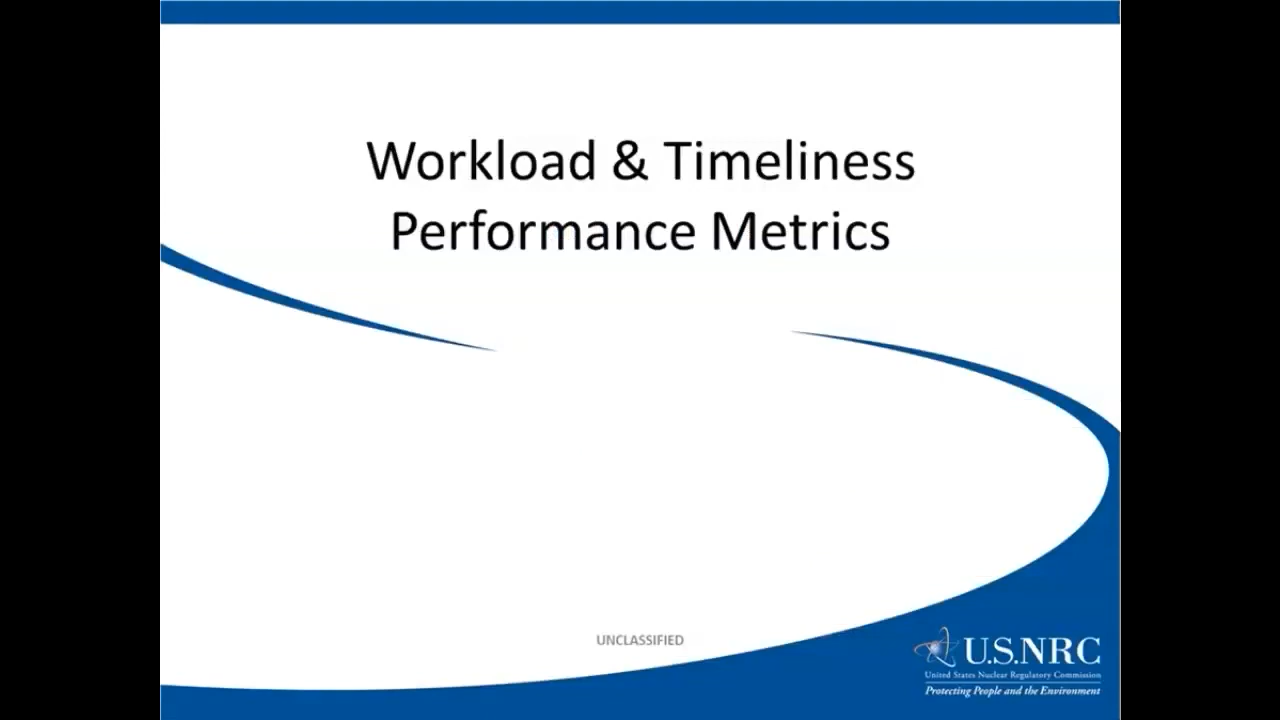 Workload & Timeliness
Performance Metrics
UNCLASSIFIED
U.S.NRC
United States Nuclear Regulatory Commission
Protecting People and the Environment